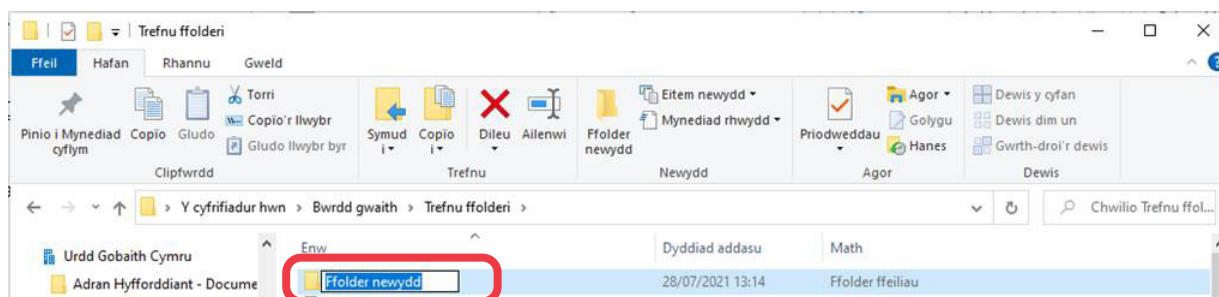 Trefnu ffolderi
Ffeil Hafan Rhannu Gweld
Pinio i Mynediad cyflym
Copïo
Gludo
Torri
Copïo'r llwybr
Gludo llwybr byr
Clipfwrdd
Symud i
Copïo i
Dileu
Ailenwi
Trefnu
Ffolder newydd
Eitem newydd
Mynediad rhwydd
Newydd
Priodweddau
Agor
Golygu
Hanes
Agor
Dewis y cyfan
Dewis dim un
Gwrth-droi'r dewis
Dewis
Y cyfrifiadur hwn > Bwrdd gwaith > Trefnu ffolderi >
Chwilio Trefnu ffol...
Urdd Gobaith Cymru
Adran Hyfforddiant - Docume
Enw Dyddiad addasu Math
Ffolder newydd 28/07/2021 13:14 Ffolder ffeiliau